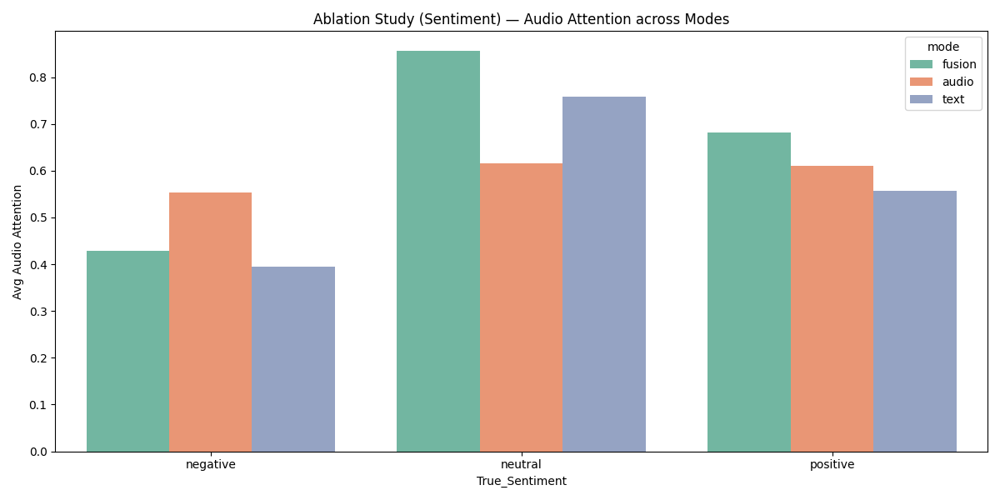 Ablation Study (Sentiment) — Audio Attention across Modes
mode
fusion
audio
text
Avg Audio Attention
0.8
0.7
0.6
0.5
0.4
0.3
0.2
0.1
0.0
negative
neutral
positive
True_Sentiment